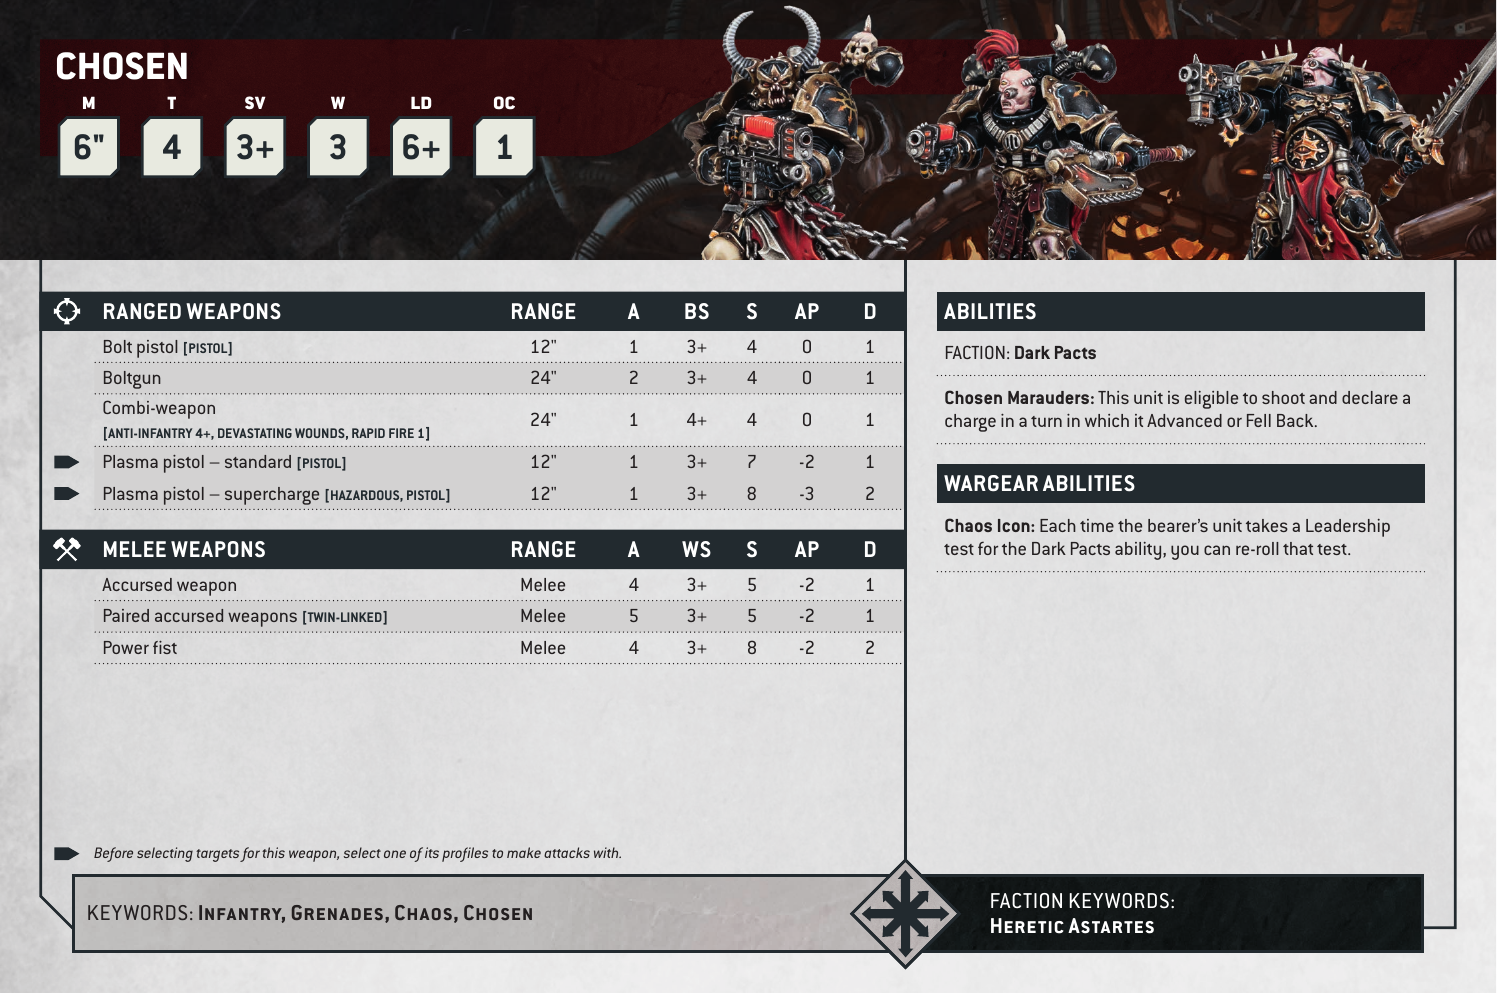 CHOSEN
M T SV W LD OC
6" 4 3+ 3 6+ 1
RANGED WEAPONS RANGE A BS S AP D
Bolt pistol [PISTOL] 12" 1 3+ 4 0 1
Boltgun 24" 2 3+ 4 0 1
Combi-weapon
[ANTI-INFANTRY 4+, DEVASTATING WOUNDS, RAPID FIRE 1] 24" 1 4+ 4 0 1
Plasma pistol – standard [PISTOL] 12" 1 3+ 7 -2 1
Plasma pistol – supercharge [HAZARDOUS, PISTOL] 12" 1 3+ 8 -3 2
MELEE WEAPONS RANGE A WS S AP D
Accursed weapon Melee 4 3+ 5 -2 1
Paired accursed weapons [TWIN-LINKED] Melee 5 3+ 5 -2 1
Power fist Melee 4 3+ 8 -2 2
Before selecting targets for this weapon, select one of its profiles to make attacks with.
ABILITIES
FACTION: Dark Pacts
Chosen Marauders: This unit is eligible to shoot and declare a
charge in a turn in which it Advanced or Fell Back.
WARGEAR ABILITIES
Chaos Icon: Each time the bearer’s unit takes a Leadership
test for the Dark Pacts ability, you can re-roll that test.
KEYWORDS: INFANTRY, GRENADES, CHAOS, CHOSEN
FACTION KEYWORDS:
HERETIC ASTARTES